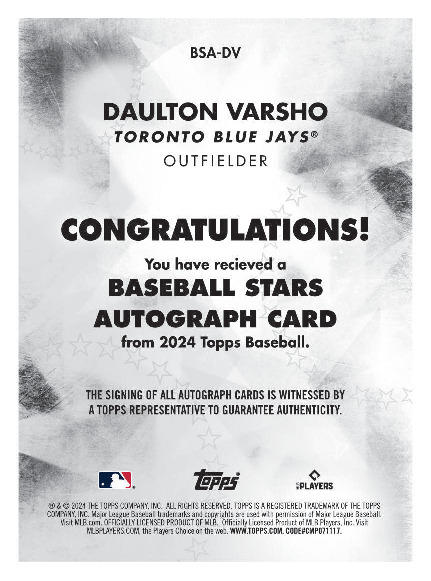 BSA-DV
DAULTON VARSHO
TORONTO BLUE JAYS®
OUTFIELDER
CONGRATULATIONS!
You have recieved a
BASEBALL STARS
AUTOGRAPH CARD
from 2024 Topps Baseball.
THE SIGNING OF ALL AUTOGRAPH CARDS IS WITNESSED BY
A TOPPS REPRESENTATIVE TO GUARANTEE AUTHENTICITY.
Topps
PLAYERS
® & © 2024 THE TOPPS COMPANY, INC. ALL RIGHTS RESERVED. TOPPS IS A REGISTERED TRADEMARK OF THE TOPPS
COMPANY, INC. Major League Baseball trademarks and copyrights are used with permission of Major League Baseball.
Visit MLB.com. OFFICIALLY LICENSED PRODUCT OF MLB. Officially Licensed Product of MLB Players, Inc. Visit
MLBPLAYERS.COM, the Players Choice on the web. WWW.TOPPS.COM. CODE#CMP071117.